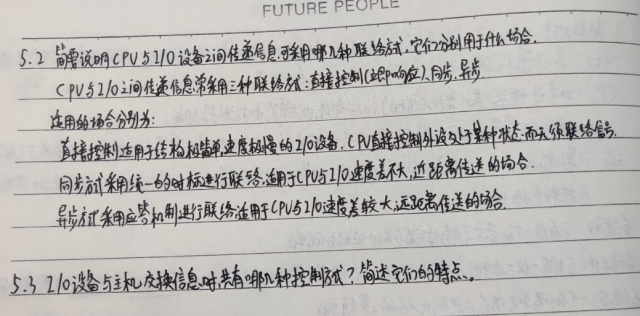 FUTURE PEOPLE
5.2 简要说明CPU与I/O设备之间传递信息可采用哪几种联络方式,它们分别用于什么场合.
CPU与I/O之间传递信息常采用三种联络方式:直接控制(立即响应)、同步、异步
适用的场合分别为:
直接控制适用于结构极简单,速度极慢的I/O设备,CPU直接控制外设处于某种状态而无须联络信号.
同步方式采用统一的时标进行联络,适用于CPU与I/O速度差不大,近距离传送的场合.
异步方式采用应答机制进行联络,适用于CPU与I/O速度差较大,远距离传送的场合.
5.3 I/O设备与主机交换信息时,共有哪几种控制方式?简述它们的特点.